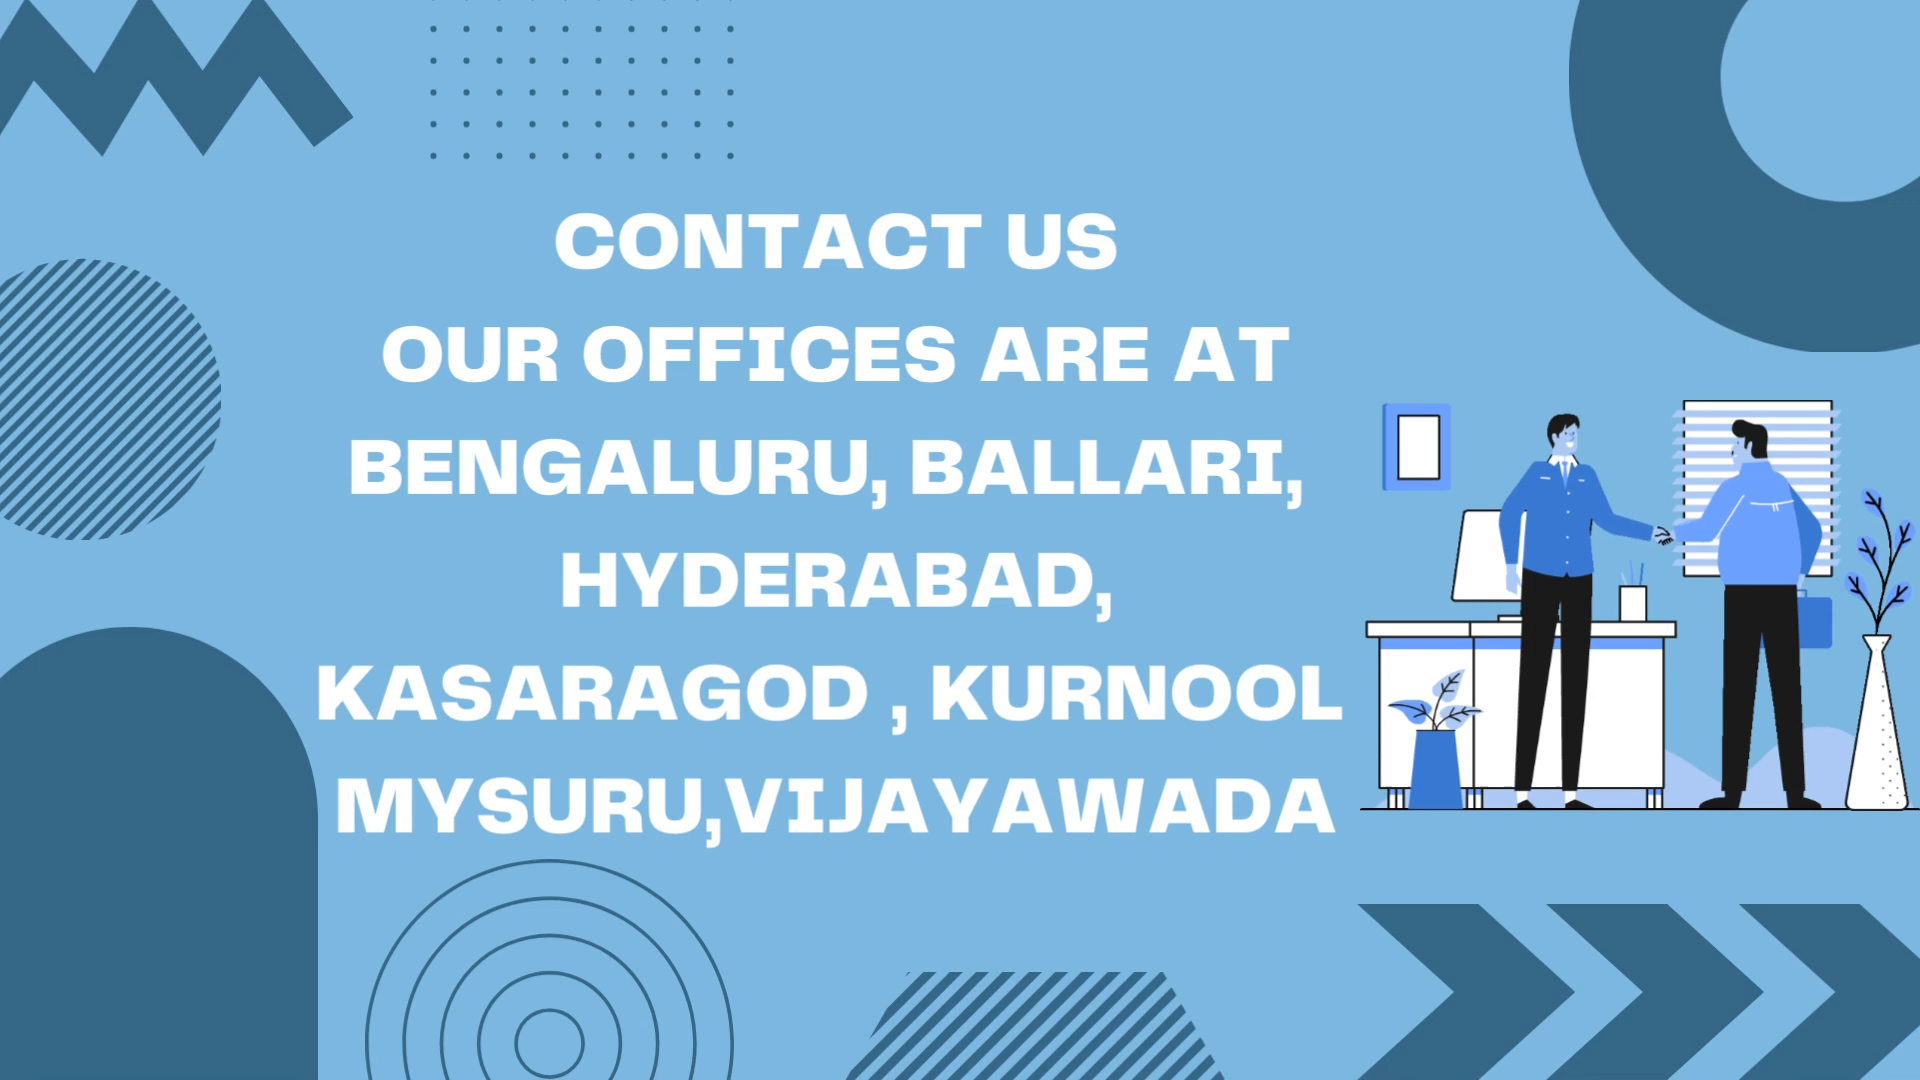 CONTACT US
OUR OFFICES ARE AT
BENGALURU, BALLARI,
HYDERABAD,
KASARAGOD , KURNOOL
MYSURU,VIJAYAWADA